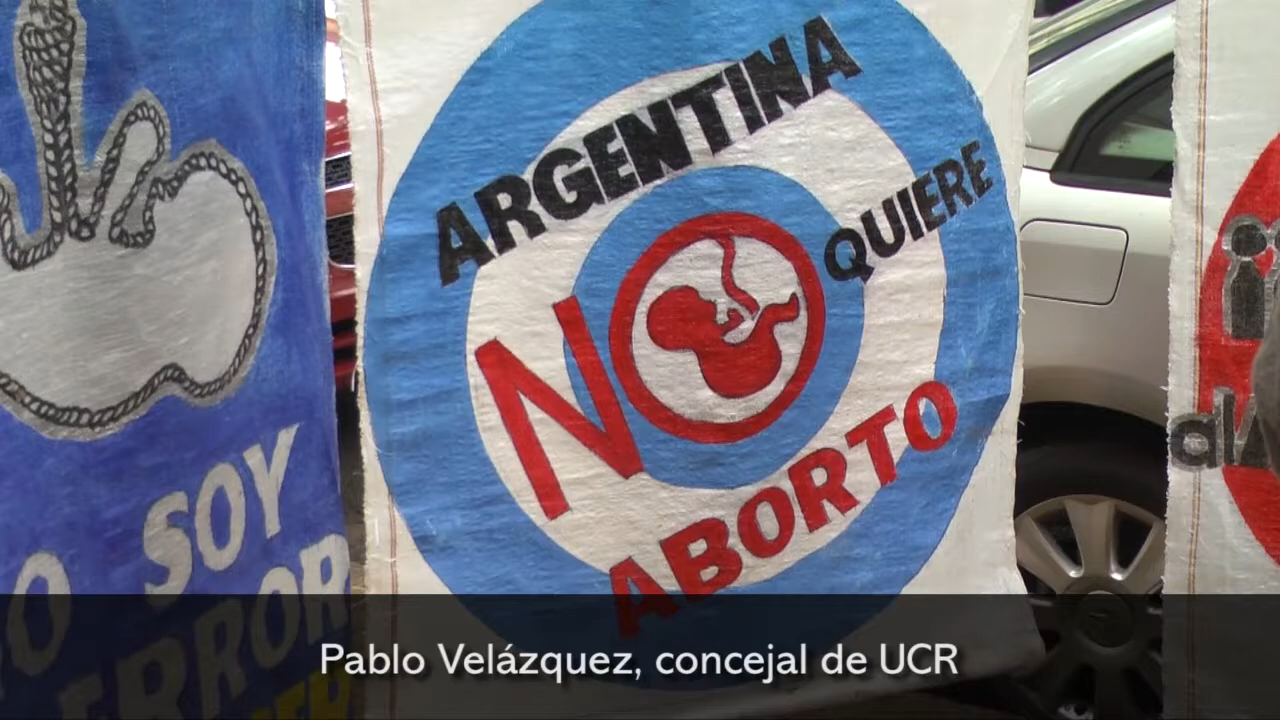 ARGENTINA
QUIERE
NO
ABORTO
SOY
ERROR
Pablo Velázquez, concejal de UCR